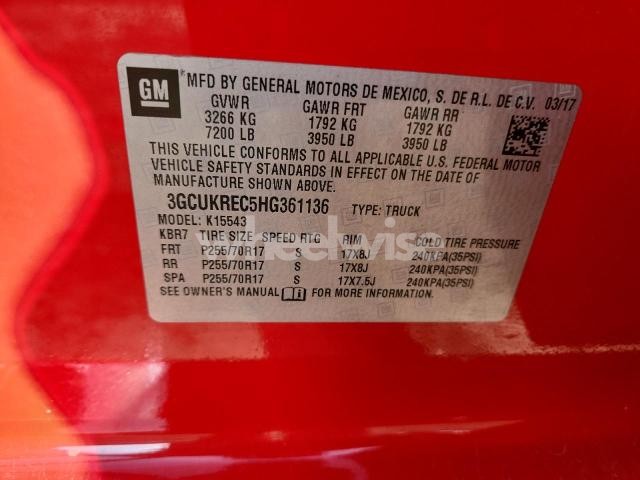 GM
MFD BY GENERAL MOTORS DE MEXICO, S. DE R.L. DE C.V. 03/17
GVWR GAWR FRT GAWR RR
3266 KG 1792 KG 1792 KG
7200 LB 3950 LB 3950 LB
THIS VEHICLE CONFORMS TO ALL APPLICABLE U.S. FEDERAL MOTOR
VEHICLE SAFETY STANDARDS IN EFFECT ON THE DATE OF
MANUFACTURE SHOWN ABOVE.
3GCUKREC5HG361136 TYPE: TRUCK
MODEL: K15543
KBR7 TIRE SIZE SPEED RTG RIM COLD TIRE PRESSURE
FRT P255/70R17 S 17X8J 240KPA(35PSI)
RR P255/70R17 S 17X8J 240KPA(35PSI)
SPA P255/70R17 S 17X7.5J 240KPA(35PSI)
SEE OWNER'S MANUAL FOR MORE INFORMATION.
wheelwise